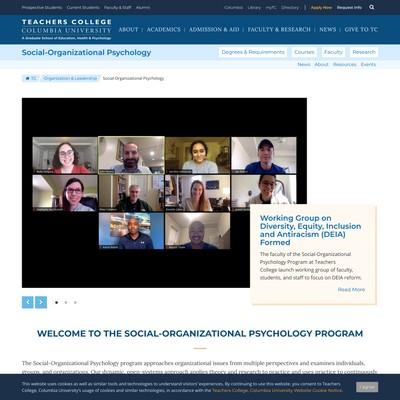 Prospective Students Current Students Faculty & Staff Alumni
Columbia Library myTC Directory Apply Now Request Info
TEACHERS COLLEGE
COLUMBIA UNIVERSITY
A Graduate School of Education, Health & Psychology
ABOUT ACADEMICS ADMISSION & AID FACULTY & RESEARCH NEWS GIVE TO TC
Social-Organizational Psychology
Degrees & Requirements Courses Faculty Research
News About Resources Events
TC Organization & Leadership Social-Organizational Psychology
Working Group on
Diversity, Equity, Inclusion
and Antiracism (DEIA)
Formed
The faculty of the Social-Organizational
Psychology Program at Teachers
College launch working group of faculty,
students, and staff to focus on DEIA reform.
Read More
WELCOME TO THE SOCIAL-ORGANIZATIONAL PSYCHOLOGY PROGRAM
The Social-Organizational Psychology program approaches organizational issues from multiple perspectives and examines individuals,
groups, and organizations. Our dynamic, open-systems approach applies theory and research to practice and uses practice to continuously
This website uses cookies as well as similar tools and technologies to understand visitors' experiences. By continuing to use this website, you consent to Teachers
College, Columbia University's usage of cookies and similar technologies, in accordance with the Teachers College, Columbia University Website Cookie Notice.
Got it!